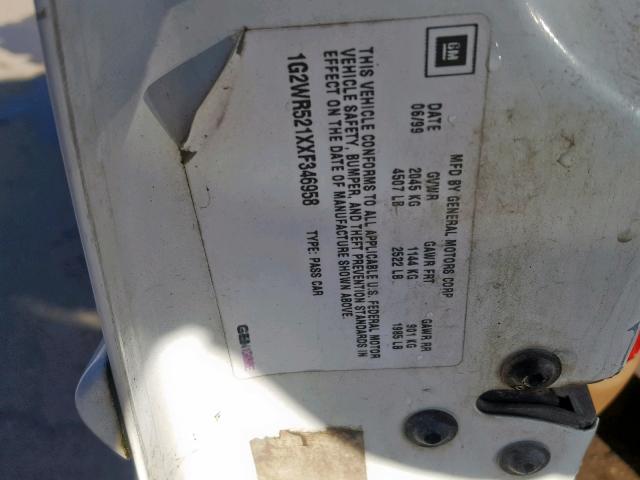 GM
MFD BY GENERAL MOTORS CORP
DATE GVWR GAWR FRT GAWR RR
06/99 2045 KG 1144 KG 901 KG
4507 LB 2522 LB 1985 LB
THIS VEHICLE CONFORMS TO ALL APPLICABLE U.S. FEDERAL MOTOR
VEHICLE SAFETY, BUMPER, AND THEFT PREVENTION STANDARDS IN
EFFECT ON THE DATE OF MANUFACTURE SHOWN ABOVE.
1G2WR521XXF346958 TYPE: PASS CAR